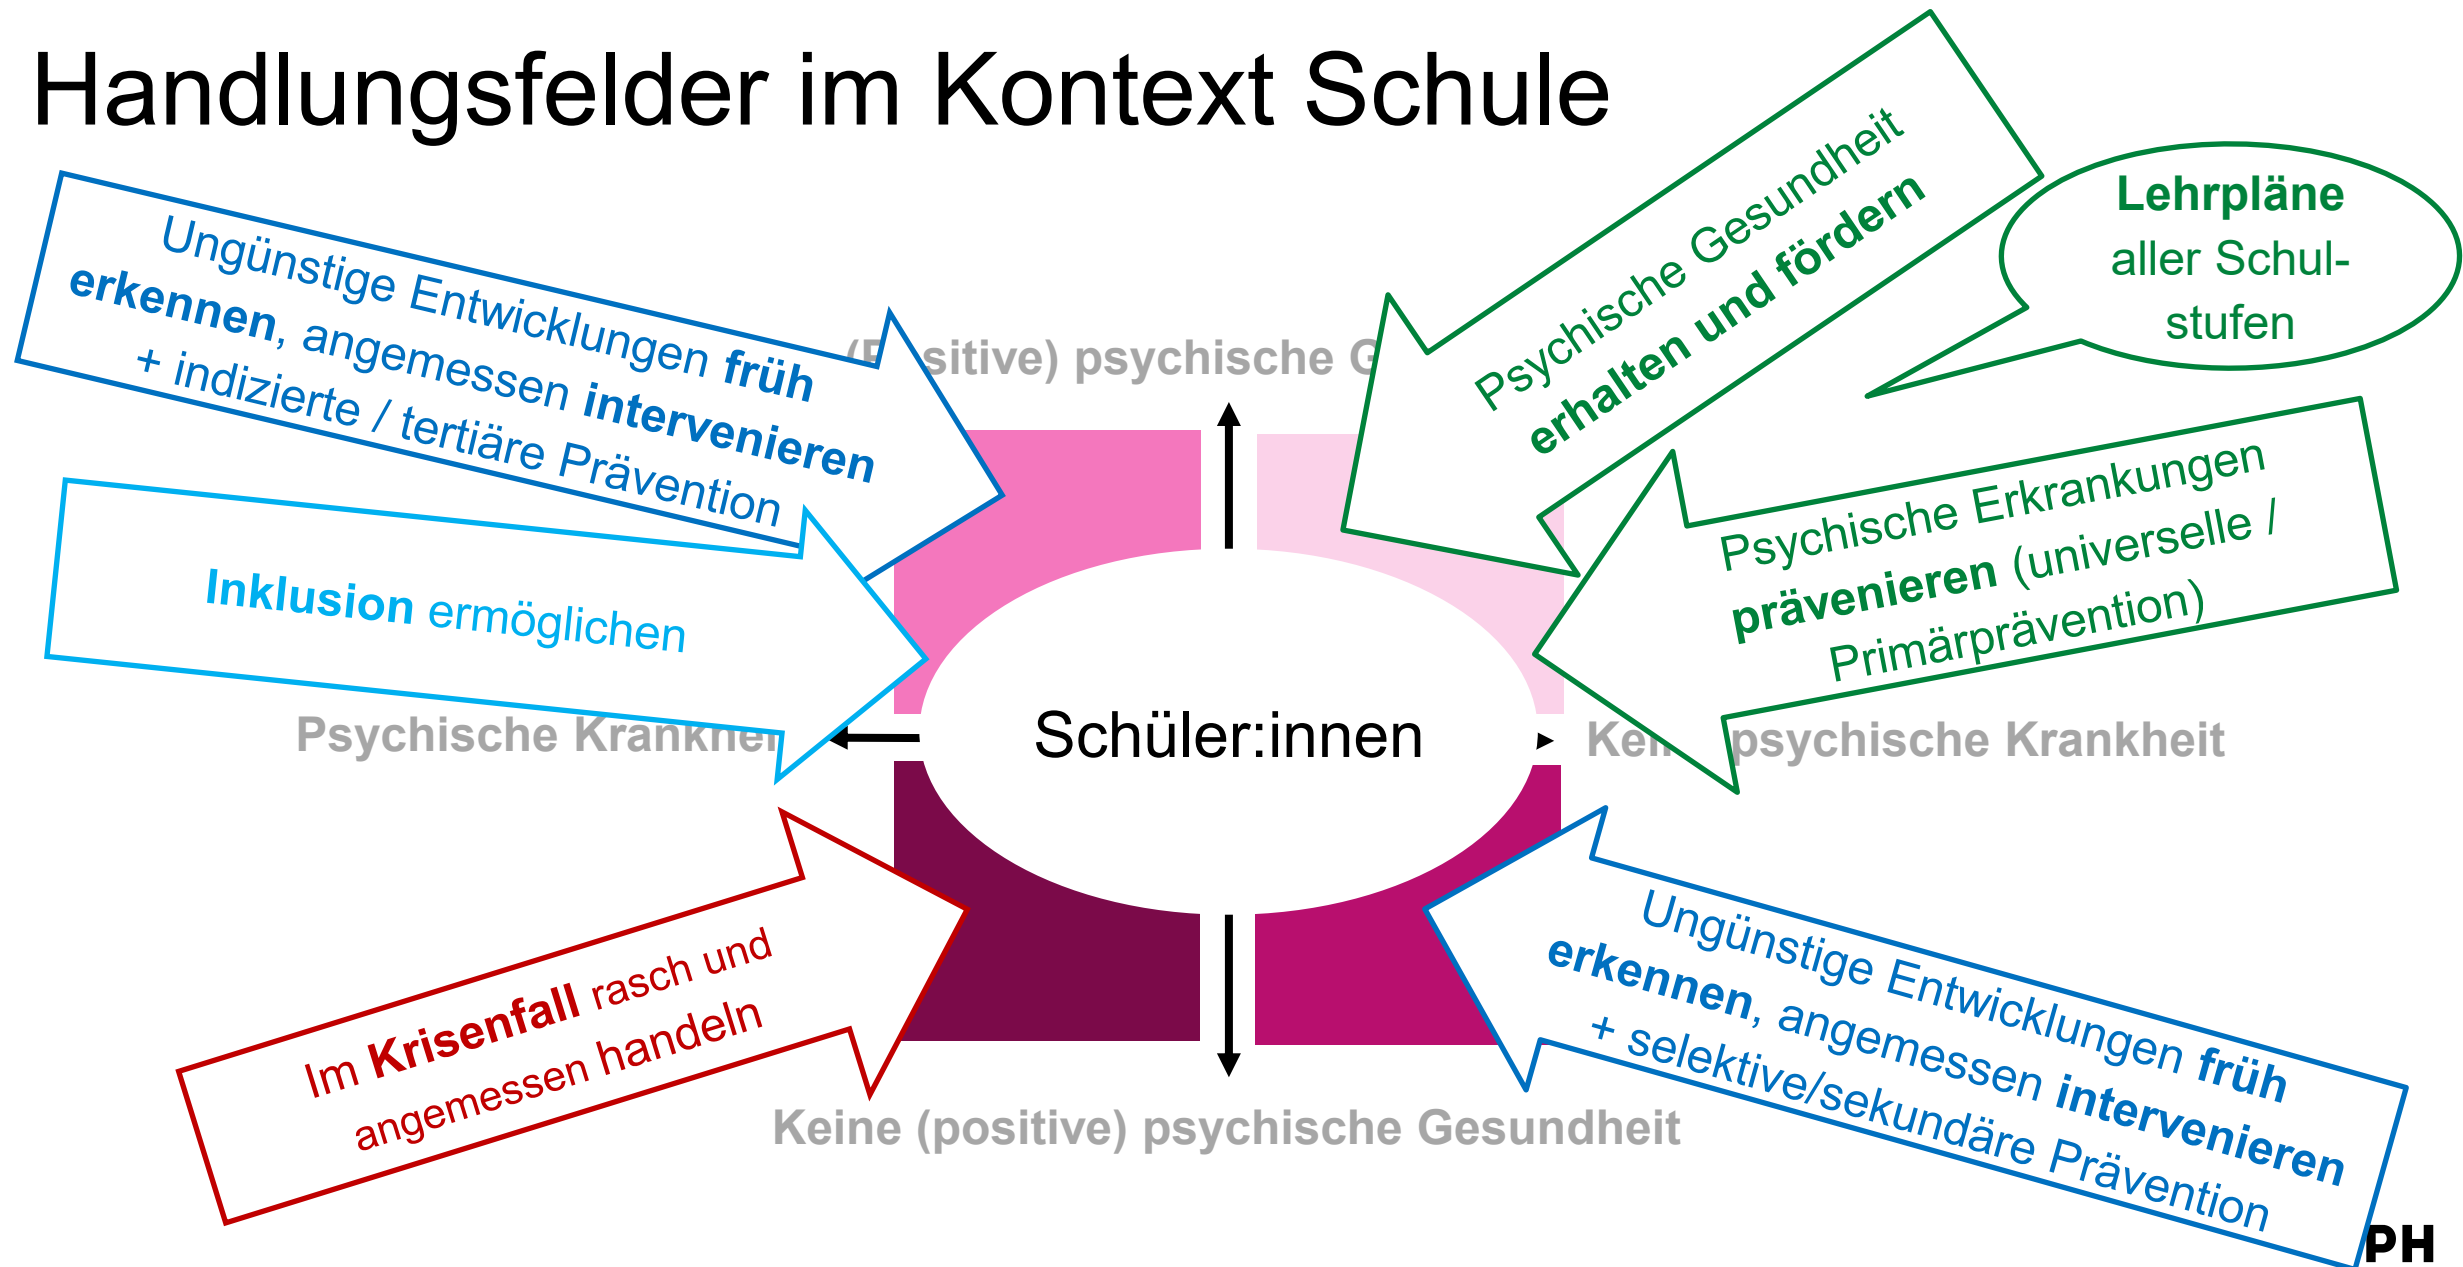 Handlungsfelder im Kontext Schule
Ungünstige Entwicklungen früh
erkennen, angemessen intervenieren
+ indizierte / tertiäre Prävention
Psychische Gesundheit
erhalten und fördern
Lehrpläne
aller Schul-
stufen
psychische
Inklusion ermöglichen
Psychische Erkrankungen
prävenieren (universelle /
Primärprävention)
Psychische
Schüler:innen
psychische Krankheit
Im Krisenfall rasch und
angemessen handeln
Ungünstige Entwicklungen früh
erkennen, angemessen intervenieren
+ selektive/sekundäre Prävention
Keine (positive) psychische Gesundheit
PH